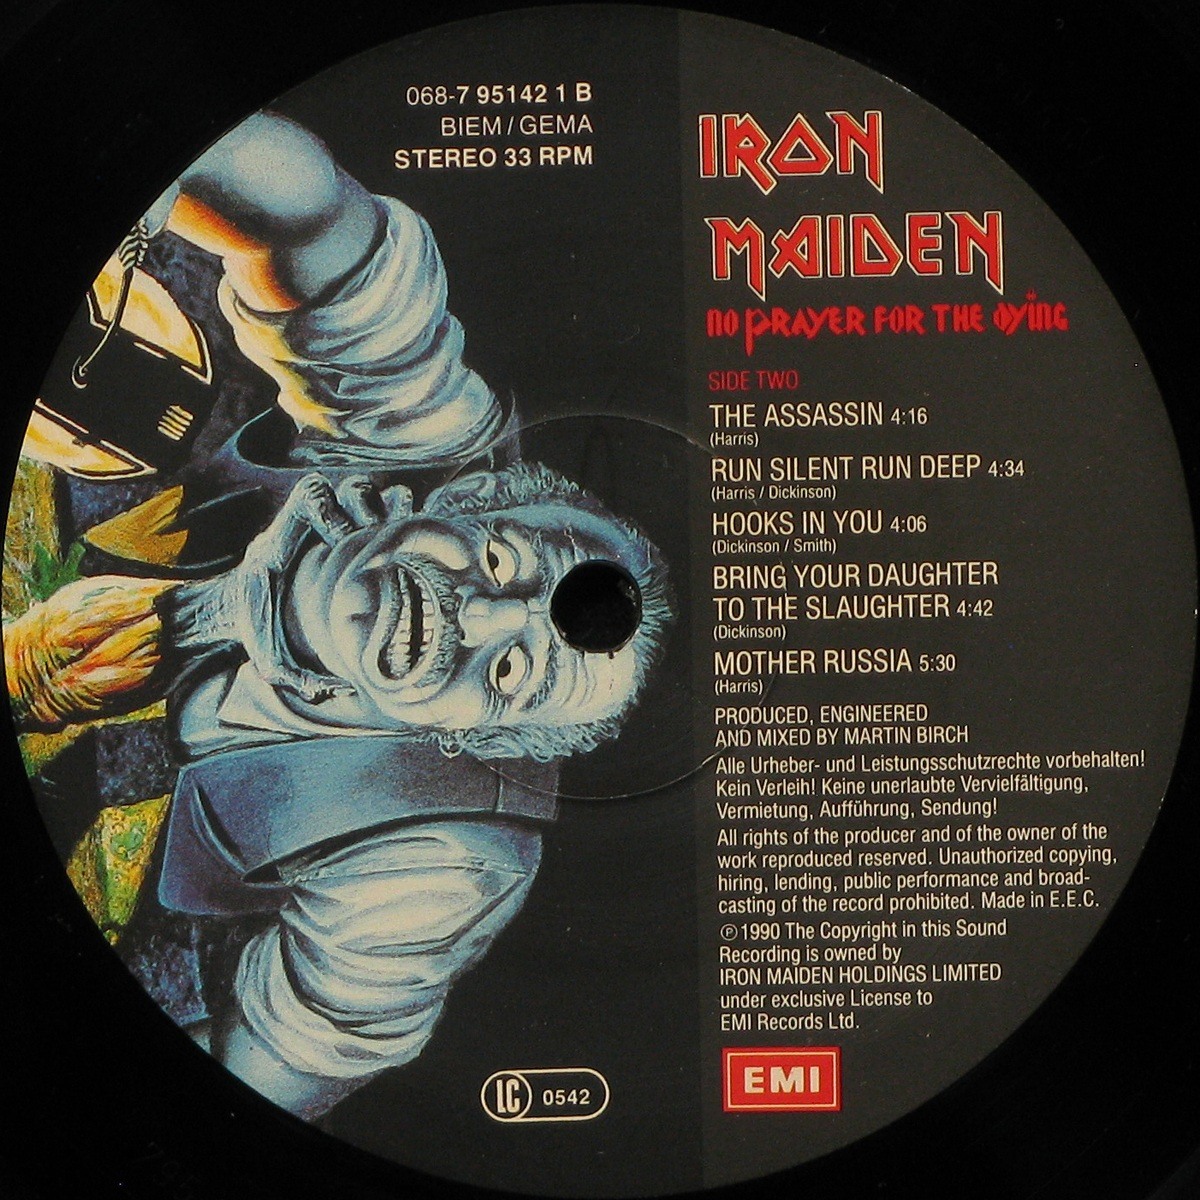 068-7 95142 1 B
BIEM / GEMA
STEREO 33 RPM
IRON
MAIDEN
NO PRAYER FOR THE DYING
SIDE TWO
THE ASSASSIN 4:16
(Harris)
RUN SILENT RUN DEEP 4:34
(Harris / Dickinson)
HOOKS IN YOU 4:06
(Dickinson / Smith)
BRING YOUR DAUGHTER
TO THE SLAUGHTER 4:42
(Dickinson)
MOTHER RUSSIA 5:30
(Harris)
PRODUCED, ENGINEERED
AND MIXED BY MARTIN BIRCH
Alle Urheber- und Leistungsschutzrechte vorbehalten!
Kein Verleih! Keine unerlaubte Vervielfältigung,
Vermietung, Aufführung, Sendung!
All rights of the producer and of the owner of the
work reproduced reserved. Unauthorized copying,
hiring, lending, public performance and broad-
casting of the record prohibited. Made in E.E.C.
℗ 1990 The Copyright in this Sound
Recording is owned by
IRON MAIDEN HOLDINGS LIMITED
under exclusive License to
EMI Records Ltd.
LC 0542
EMI